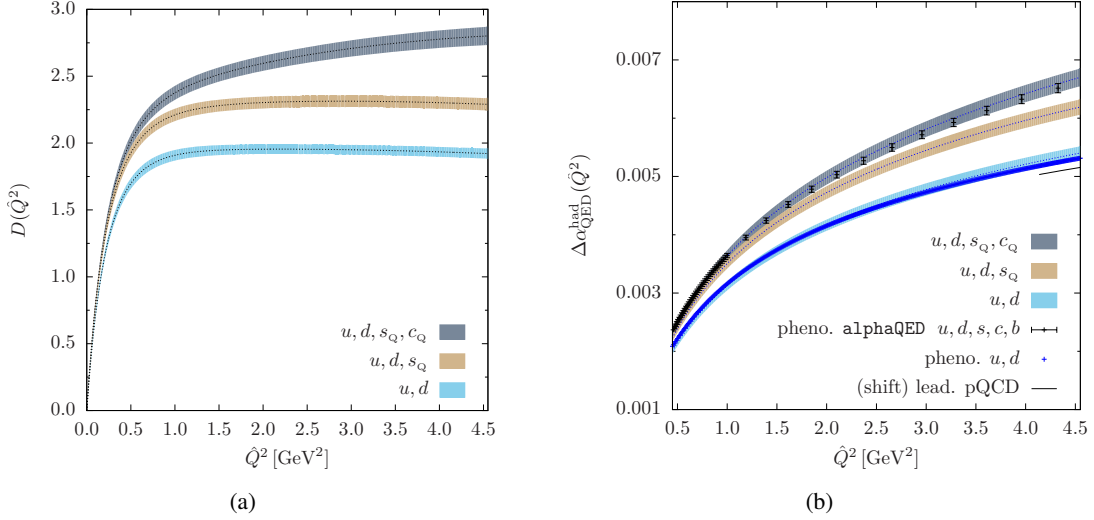 3.0
2.5
2.0
1.5
1.0
0.5
0.0
D(Q̂²)
u, d, s_Q, c_Q
u, d, s_Q
u, d
0.0 0.5 1.0 1.5 2.0 2.5 3.0 3.5 4.0 4.5
Q̂² [GeV²]
(a)
0.007
0.005
0.003
0.001
Δα^had_QED(Q̂²)
u, d, s_Q, c_Q
u, d, s_Q
u, d
pheno. alphaQED u, d, s, c, b
pheno. u, d
(shift) lead. pQCD
0.5 1.0 1.5 2.0 2.5 3.0 3.5 4.0 4.5
Q̂² [GeV²]
(b)